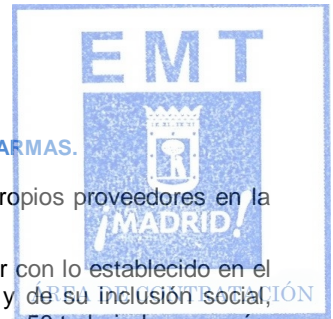 EMT
ARMAS.
ropios proveedores en la
¡MADRID!
r con lo establecido en el
y de su inclusión social,
ÁREA DE CONTRATACIÓN